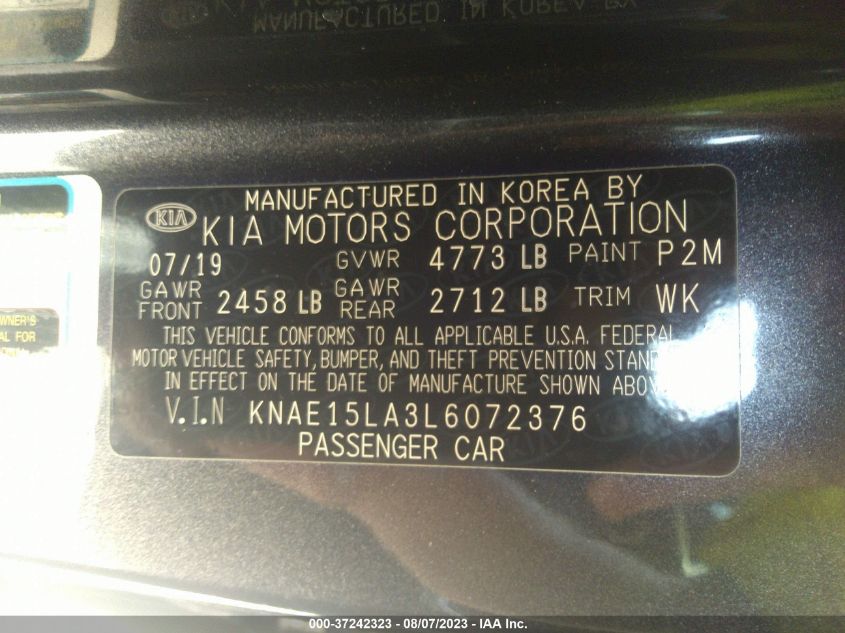 MANUFACTURED IN KOREA BY
KIA KIA MOTORS CORPORATION
07/19 GVWR 4773 LB PAINT P2M
GAWR FRONT 2458 LB GAWR REAR 2712 LB TRIM WK
THIS VEHICLE CONFORMS TO ALL APPLICABLE U.S.A. FEDERAL
MOTOR VEHICLE SAFETY, BUMPER, AND THEFT PREVENTION
IN EFFECT ON THE DATE OF MANUFACTURE SHOWN
V.I.N KNAE15LA3L6072376
PASSENGER CAR
OWNER'S
FOR
000-37242323 - 08/07/2023 - IAA Inc.